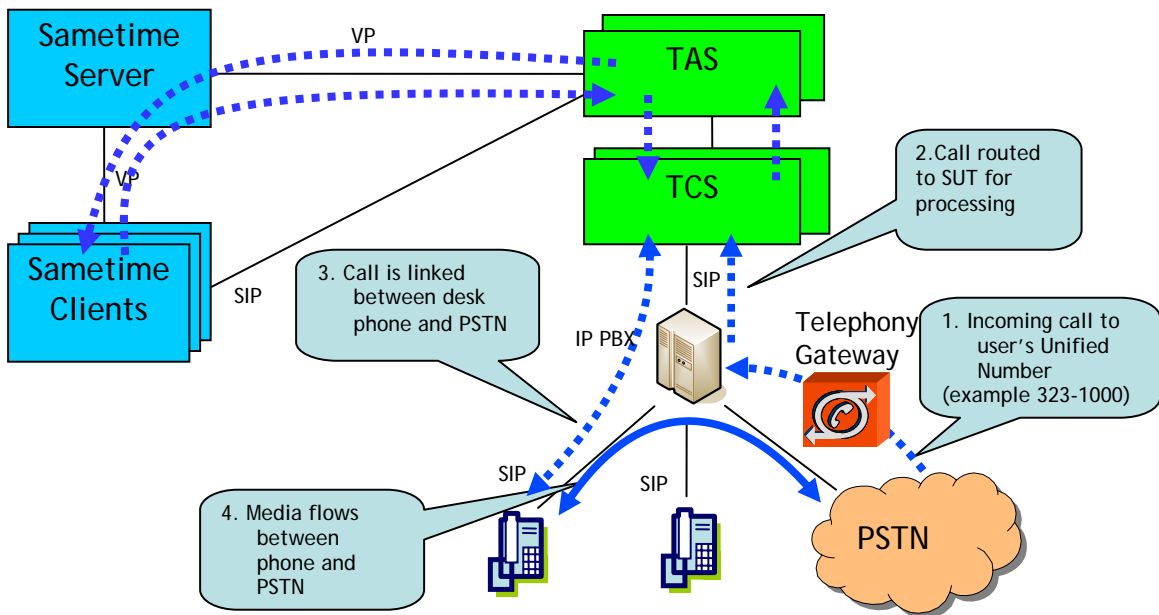 Sametime
Server
VP
TAS
VP
TCS
2.Call routed
to SUT for
processing
Sametime
Clients
SIP
3. Call is linked
between desk
phone and PSTN
SIP
IP PBX
Telephony
Gateway
1. Incoming call to
user's Unified
Number
(example 323-1000)
SIP
SIP
4. Media flows
between
phone and
PSTN
PSTN